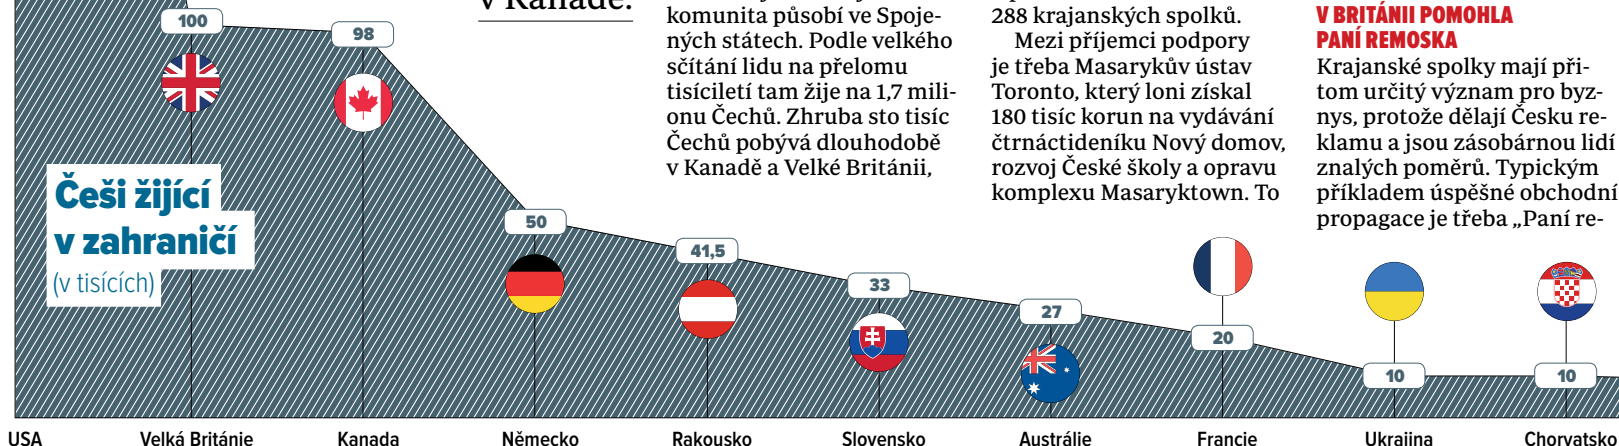 v Kanadě.
komunita působí ve Spoje-
ných státech. Podle velkého
sčítání lidu na přelomu
tisíciletí tam žije na 1,7 mili-
onu Čechů. Zhruba sto tisíc
Čechů pobývá dlouhodobě
v Kanadě a Velké Británii,
288 krajanských spolků.
Mezi příjemci podpory
je třeba Masarykův ústav
Toronto, který loni získal
180 tisíc korun na vydávání
čtrnáctideníku Nový domov,
rozvoj České školy a opravu
komplexu Masaryktown. To
V BRITÁNII POMOHLA
PANÍ REMOSKA
Krajanské spolky mají při-
tom určitý význam pro byz-
nys, protože dělají Česku re-
klamu a jsou zásobárnou lidí
znalých poměrů. Typickým
příkladem úspěšné obchodní
propagace je třeba „Paní re-
Češi žijící
v zahraničí
(v tisících)
100
98
50
41,5
33
27
20
10
10
USA
Velká Británie
Kanada
Německo
Rakousko
Slovensko
Austrálie
Francie
Ukrajina
Chorvatsko